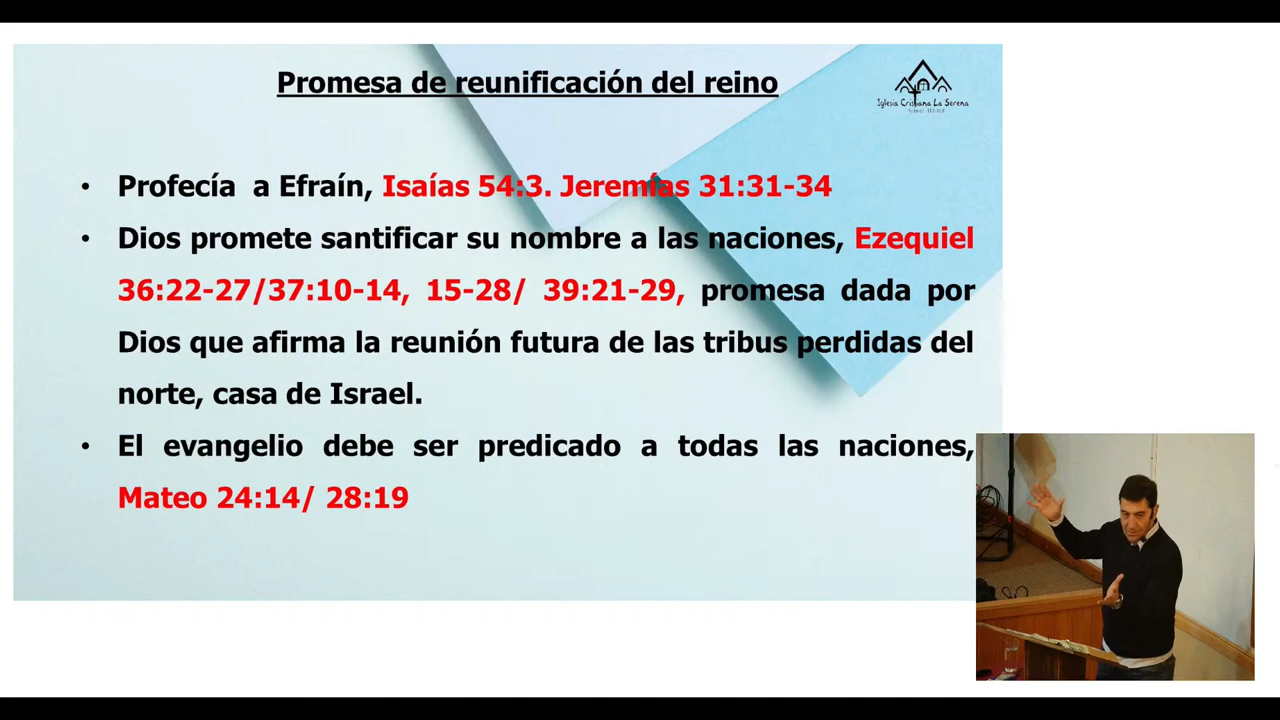 Promesa de reunificación del reino
Iglesia Cristiana La Serena
• Profecía a Efraín, Isaías 54:3. Jeremías 31:31-34
• Dios promete santificar su nombre a las naciones, Ezequiel
36:22-27/37:10-14, 15-28/ 39:21-29, promesa dada por
Dios que afirma la reunión futura de las tribus perdidas del
norte, casa de Israel.
• El evangelio debe ser predicado a todas las naciones,
Mateo 24:14/ 28:19